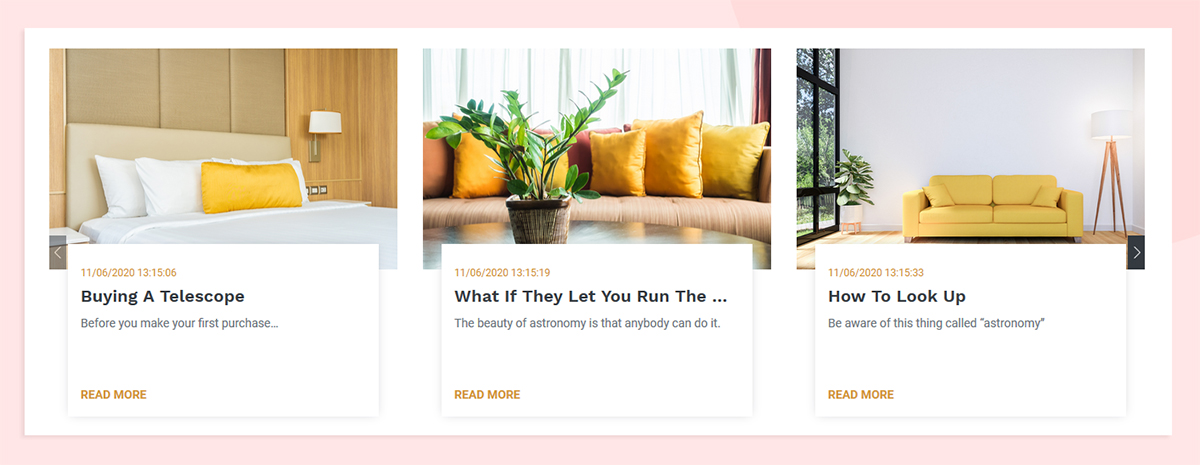 11/06/2020 13:15:06
Buying A Telescope
Before you make your first purchase…
READ MORE
11/06/2020 13:15:19
What If They Let You Run The ...
The beauty of astronomy is that anybody can do it.
READ MORE
11/06/2020 13:15:33
How To Look Up
Be aware of this thing called “astronomy”
READ MORE